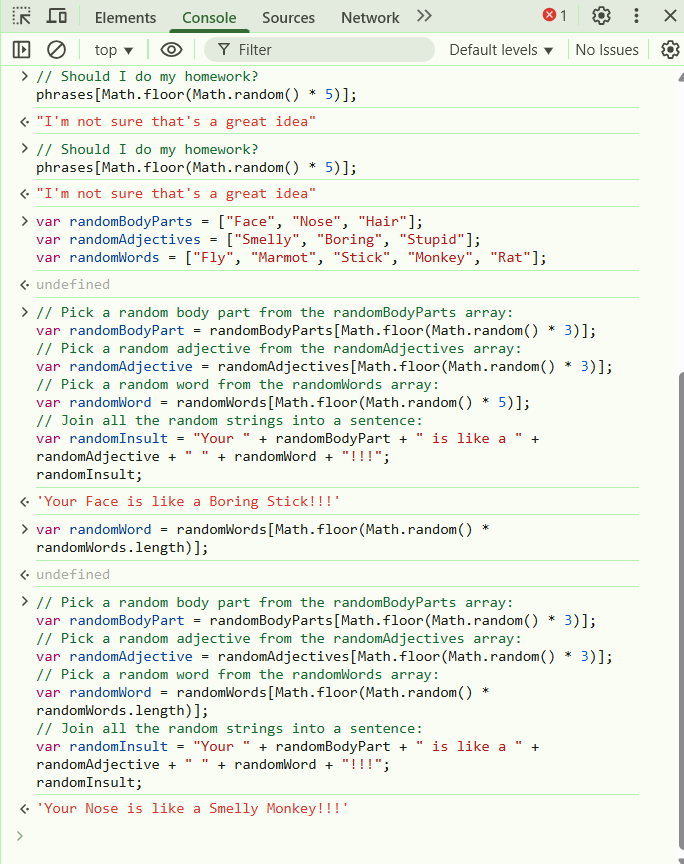 Elements Console Sources Network 1
top Filter Default levels No Issues
// Should I do my homework?
phrases[Math.floor(Math.random() * 5)];
"I'm not sure that's a great idea"
// Should I do my homework?
phrases[Math.floor(Math.random() * 5)];
"I'm not sure that's a great idea"
var randomBodyParts = ["Face", "Nose", "Hair"];
var randomAdjectives = ["Smelly", "Boring", "Stupid"];
var randomWords = ["Fly", "Marmot", "Stick", "Monkey", "Rat"];
undefined
// Pick a random body part from the randomBodyParts array:
var randomBodyPart = randomBodyParts[Math.floor(Math.random() * 3)];
// Pick a random adjective from the randomAdjectives array:
var randomAdjective = randomAdjectives[Math.floor(Math.random() * 3)];
// Pick a random word from the randomWords array:
var randomWord = randomWords[Math.floor(Math.random() * 5)];
// Join all the random strings into a sentence:
var randomInsult = "Your " + randomBodyPart + " is like a " +
randomAdjective + " " + randomWord + "!!!";
randomInsult;
'Your Face is like a Boring Stick!!!'
var randomWord = randomWords[Math.floor(Math.random() *
randomWords.length)];
undefined
// Pick a random body part from the randomBodyParts array:
var randomBodyPart = randomBodyParts[Math.floor(Math.random() * 3)];
// Pick a random adjective from the randomAdjectives array:
var randomAdjective = randomAdjectives[Math.floor(Math.random() * 3)];
// Pick a random word from the randomWords array:
var randomWord = randomWords[Math.floor(Math.random() *
randomWords.length)];
// Join all the random strings into a sentence:
var randomInsult = "Your " + randomBodyPart + " is like a " +
randomAdjective + " " + randomWord + "!!!";
randomInsult;
'Your Nose is like a Smelly Monkey!!!'